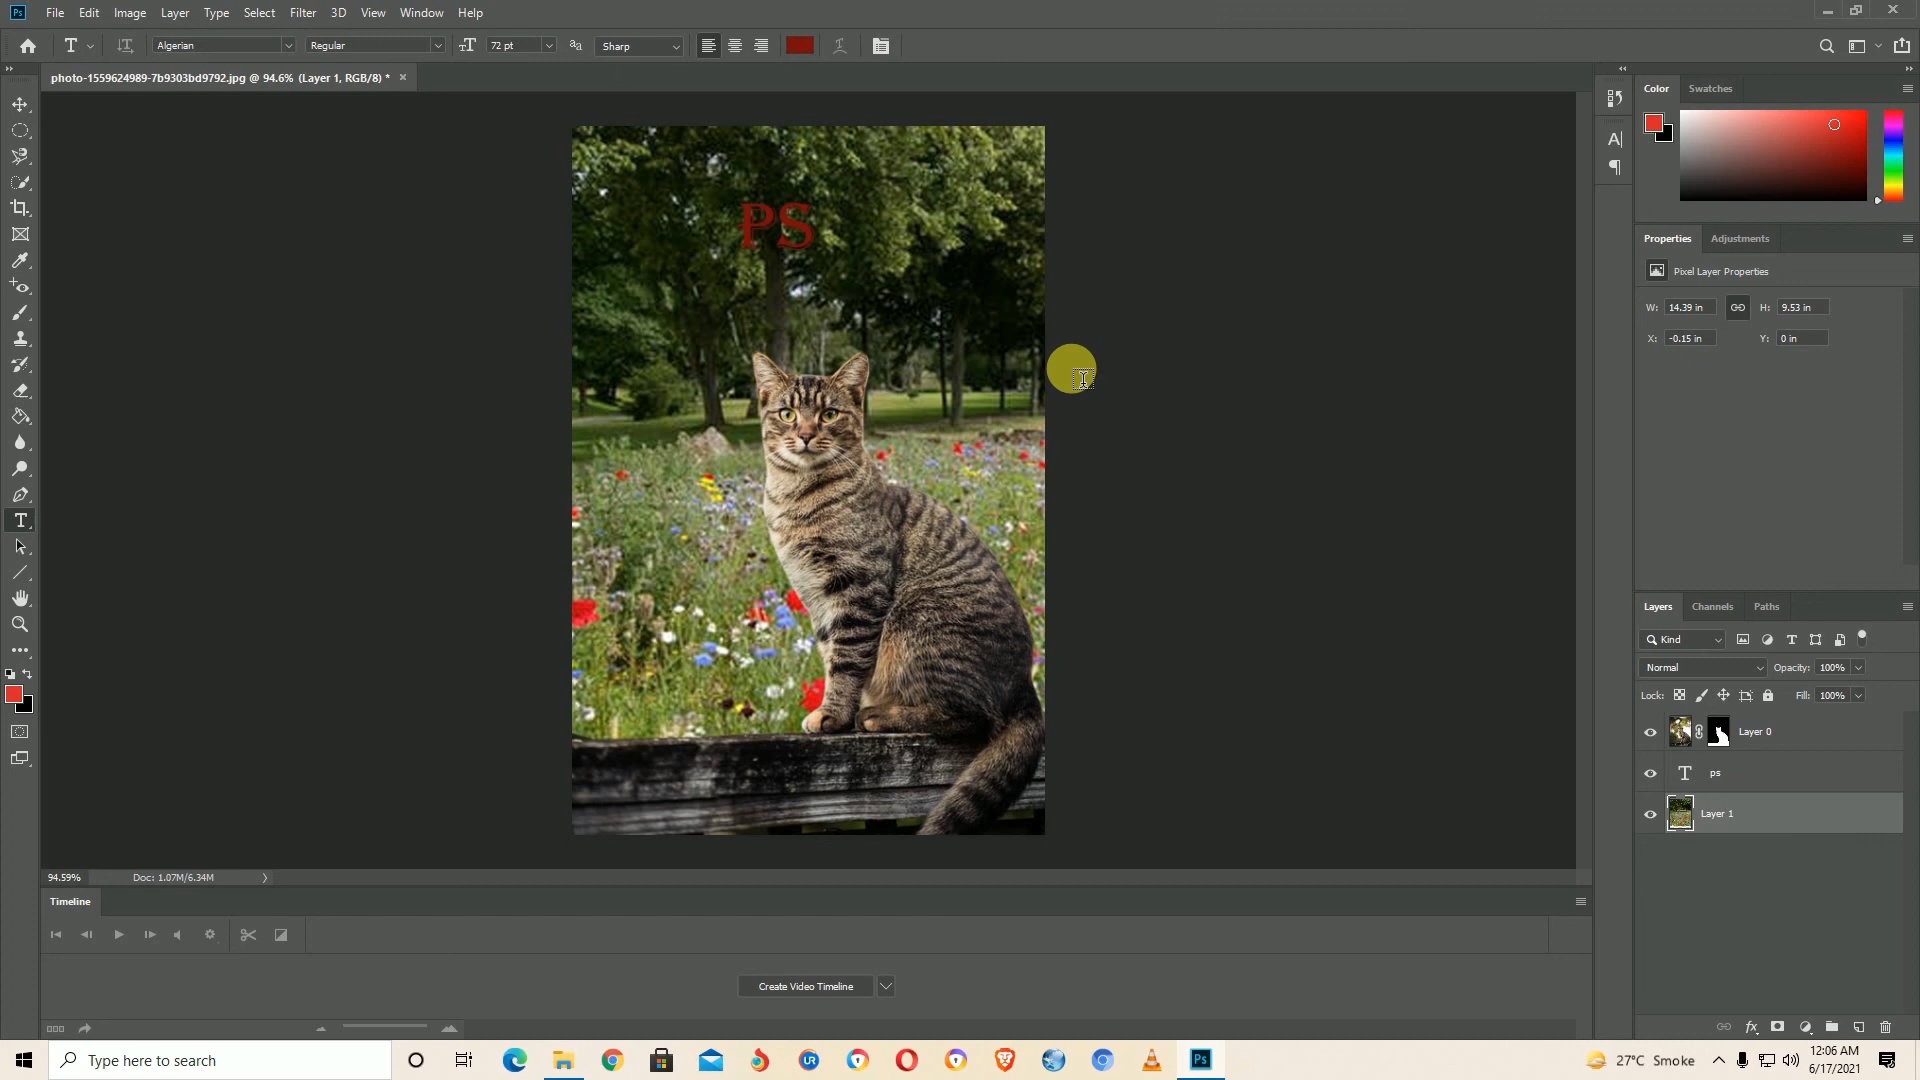 Ps File Edit Image Layer Type Select Filter 3D View Window Help
T Algerian Regular 72 pt Sharp
photo-1559624989-7b9303bd9792.jpg @ 94.6% (Layer 1, RGB/8) * ×
Color Swatches
PS
Properties Adjustments
Pixel Layer Properties
W: 14.39 in H: 9.53 in
X: -0.15 in Y: 0 in
Layers Channels Paths
Kind
Normal Opacity: 100%
Lock: Fill: 100%
Layer 0
T ps
Layer 1
94.59% Doc: 1.07M/6.34M
Timeline
Create Video Timeline
fx
Type here to search
UR
Ps
27°C Smoke
12:06 AM
6/17/2021